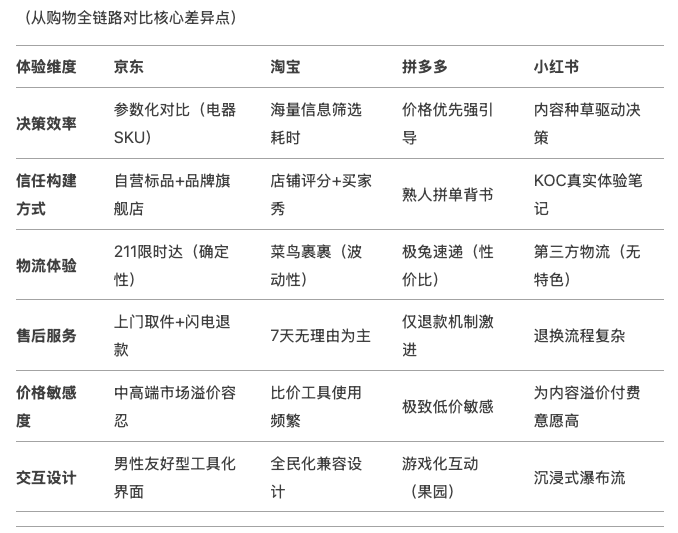 （从购物全链路对比核心差异点）
体验维度 京东 淘宝 拼多多 小红书
决策效率 参数化对比（电器SKU） 海量信息筛选耗时 价格优先强引导 内容种草驱动决策
信任构建方式 自营标品+品牌旗舰店 店铺评分+买家秀 熟人拼单背书 KOC真实体验笔记
物流体验 211限时达（确定性） 菜鸟裹裹（波动性） 极兔速递（性价比） 第三方物流（无特色）
售后服务 上门取件+闪电退款 7天无理由为主 仅退款机制激进 退换流程复杂
价格敏感度 中高端市场溢价容忍 比价工具使用频繁 极致低价敏感 为内容溢价付费意愿高
交互设计 男性友好型工具化界面 全民化兼容设计 游戏化互动（果园） 沉浸式瀑布流